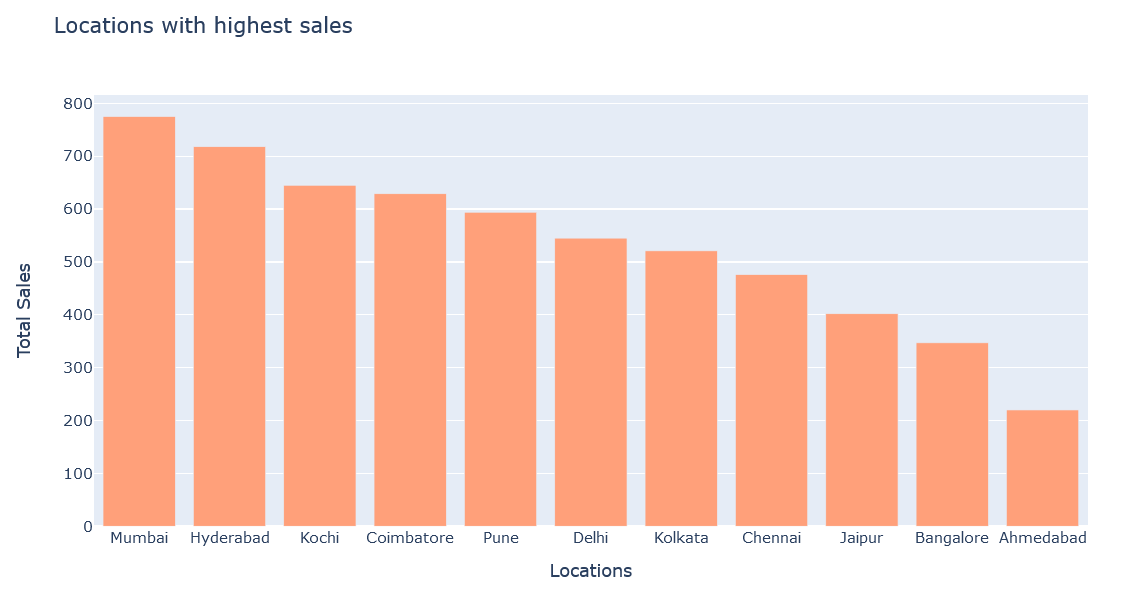 Locations with highest sales
Total Sales
800
700
600
500
400
300
200
100
0
Mumbai Hyderabad Kochi Coimbatore Pune Delhi Kolkata Chennai Jaipur Bangalore Ahmedabad
Locations